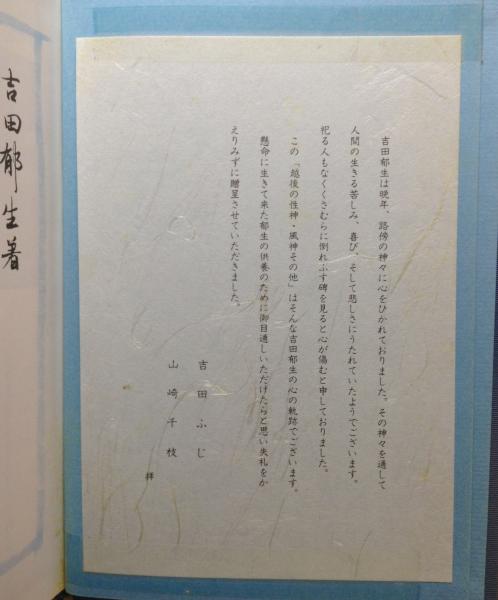 吉田郁生は晩年、路傍の神々に心をひかれておりました。その神々を通して
人間の生きる苦しみ、喜び、そして悲しさにうたれていたようでございます。
祀る人もなくくさむらに倒れふす碑を見ると心が傷むと申しておりました。
この「越後の性神・風神その他」はそんな吉田郁生の心の軌跡でございます。
懸命に生きて来た郁生の供養のために御目通しいただけたらと思い失礼をか
えりみずに贈呈させていただきました。
吉田ふじ
山崎千枝
拝
吉田郁生著